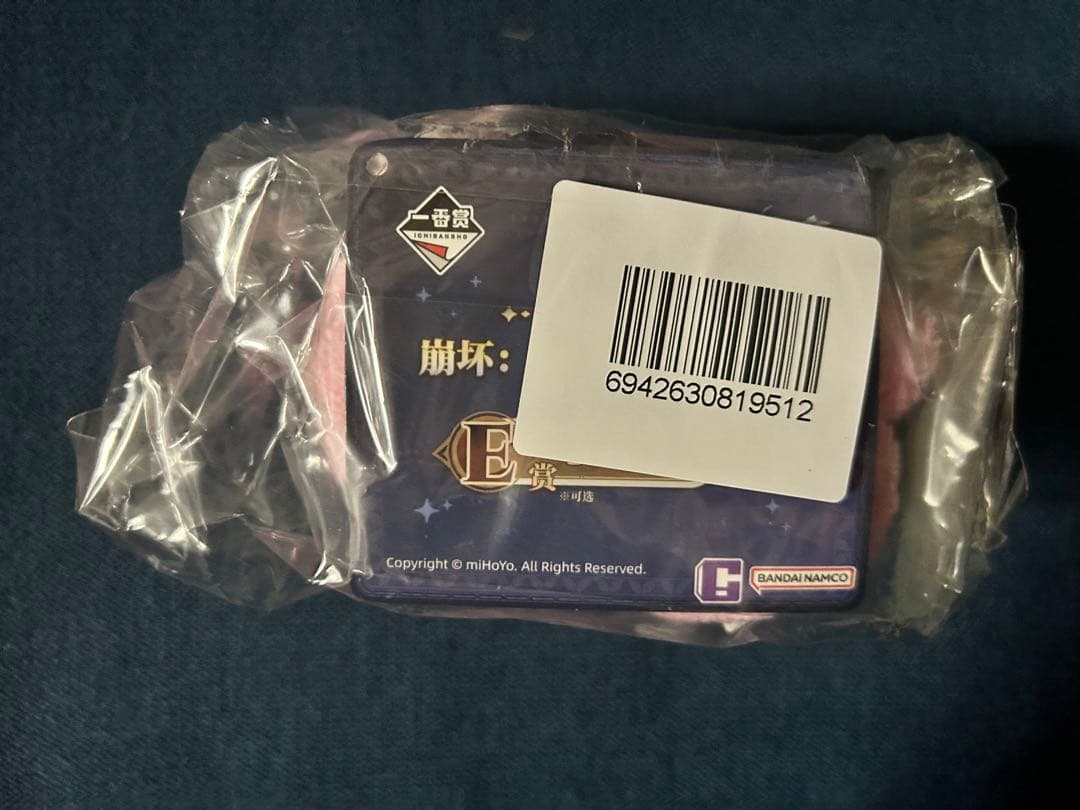 一番赏
ICHIBANSHO
崩坏：
6942630819512
E
赏
※可选
Copyright © miHoYo. All Rights Reserved.
BANDAI NAMCO